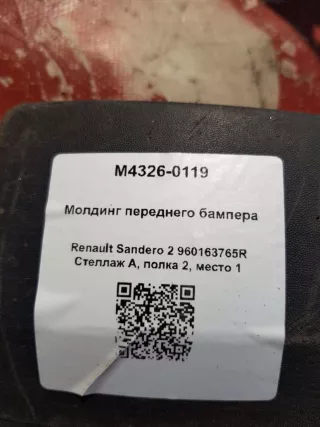 M4326-0119
Молдинг переднего бампера
Renault Sandero 2 960163765R
Стеллаж А, полка 2, место 1